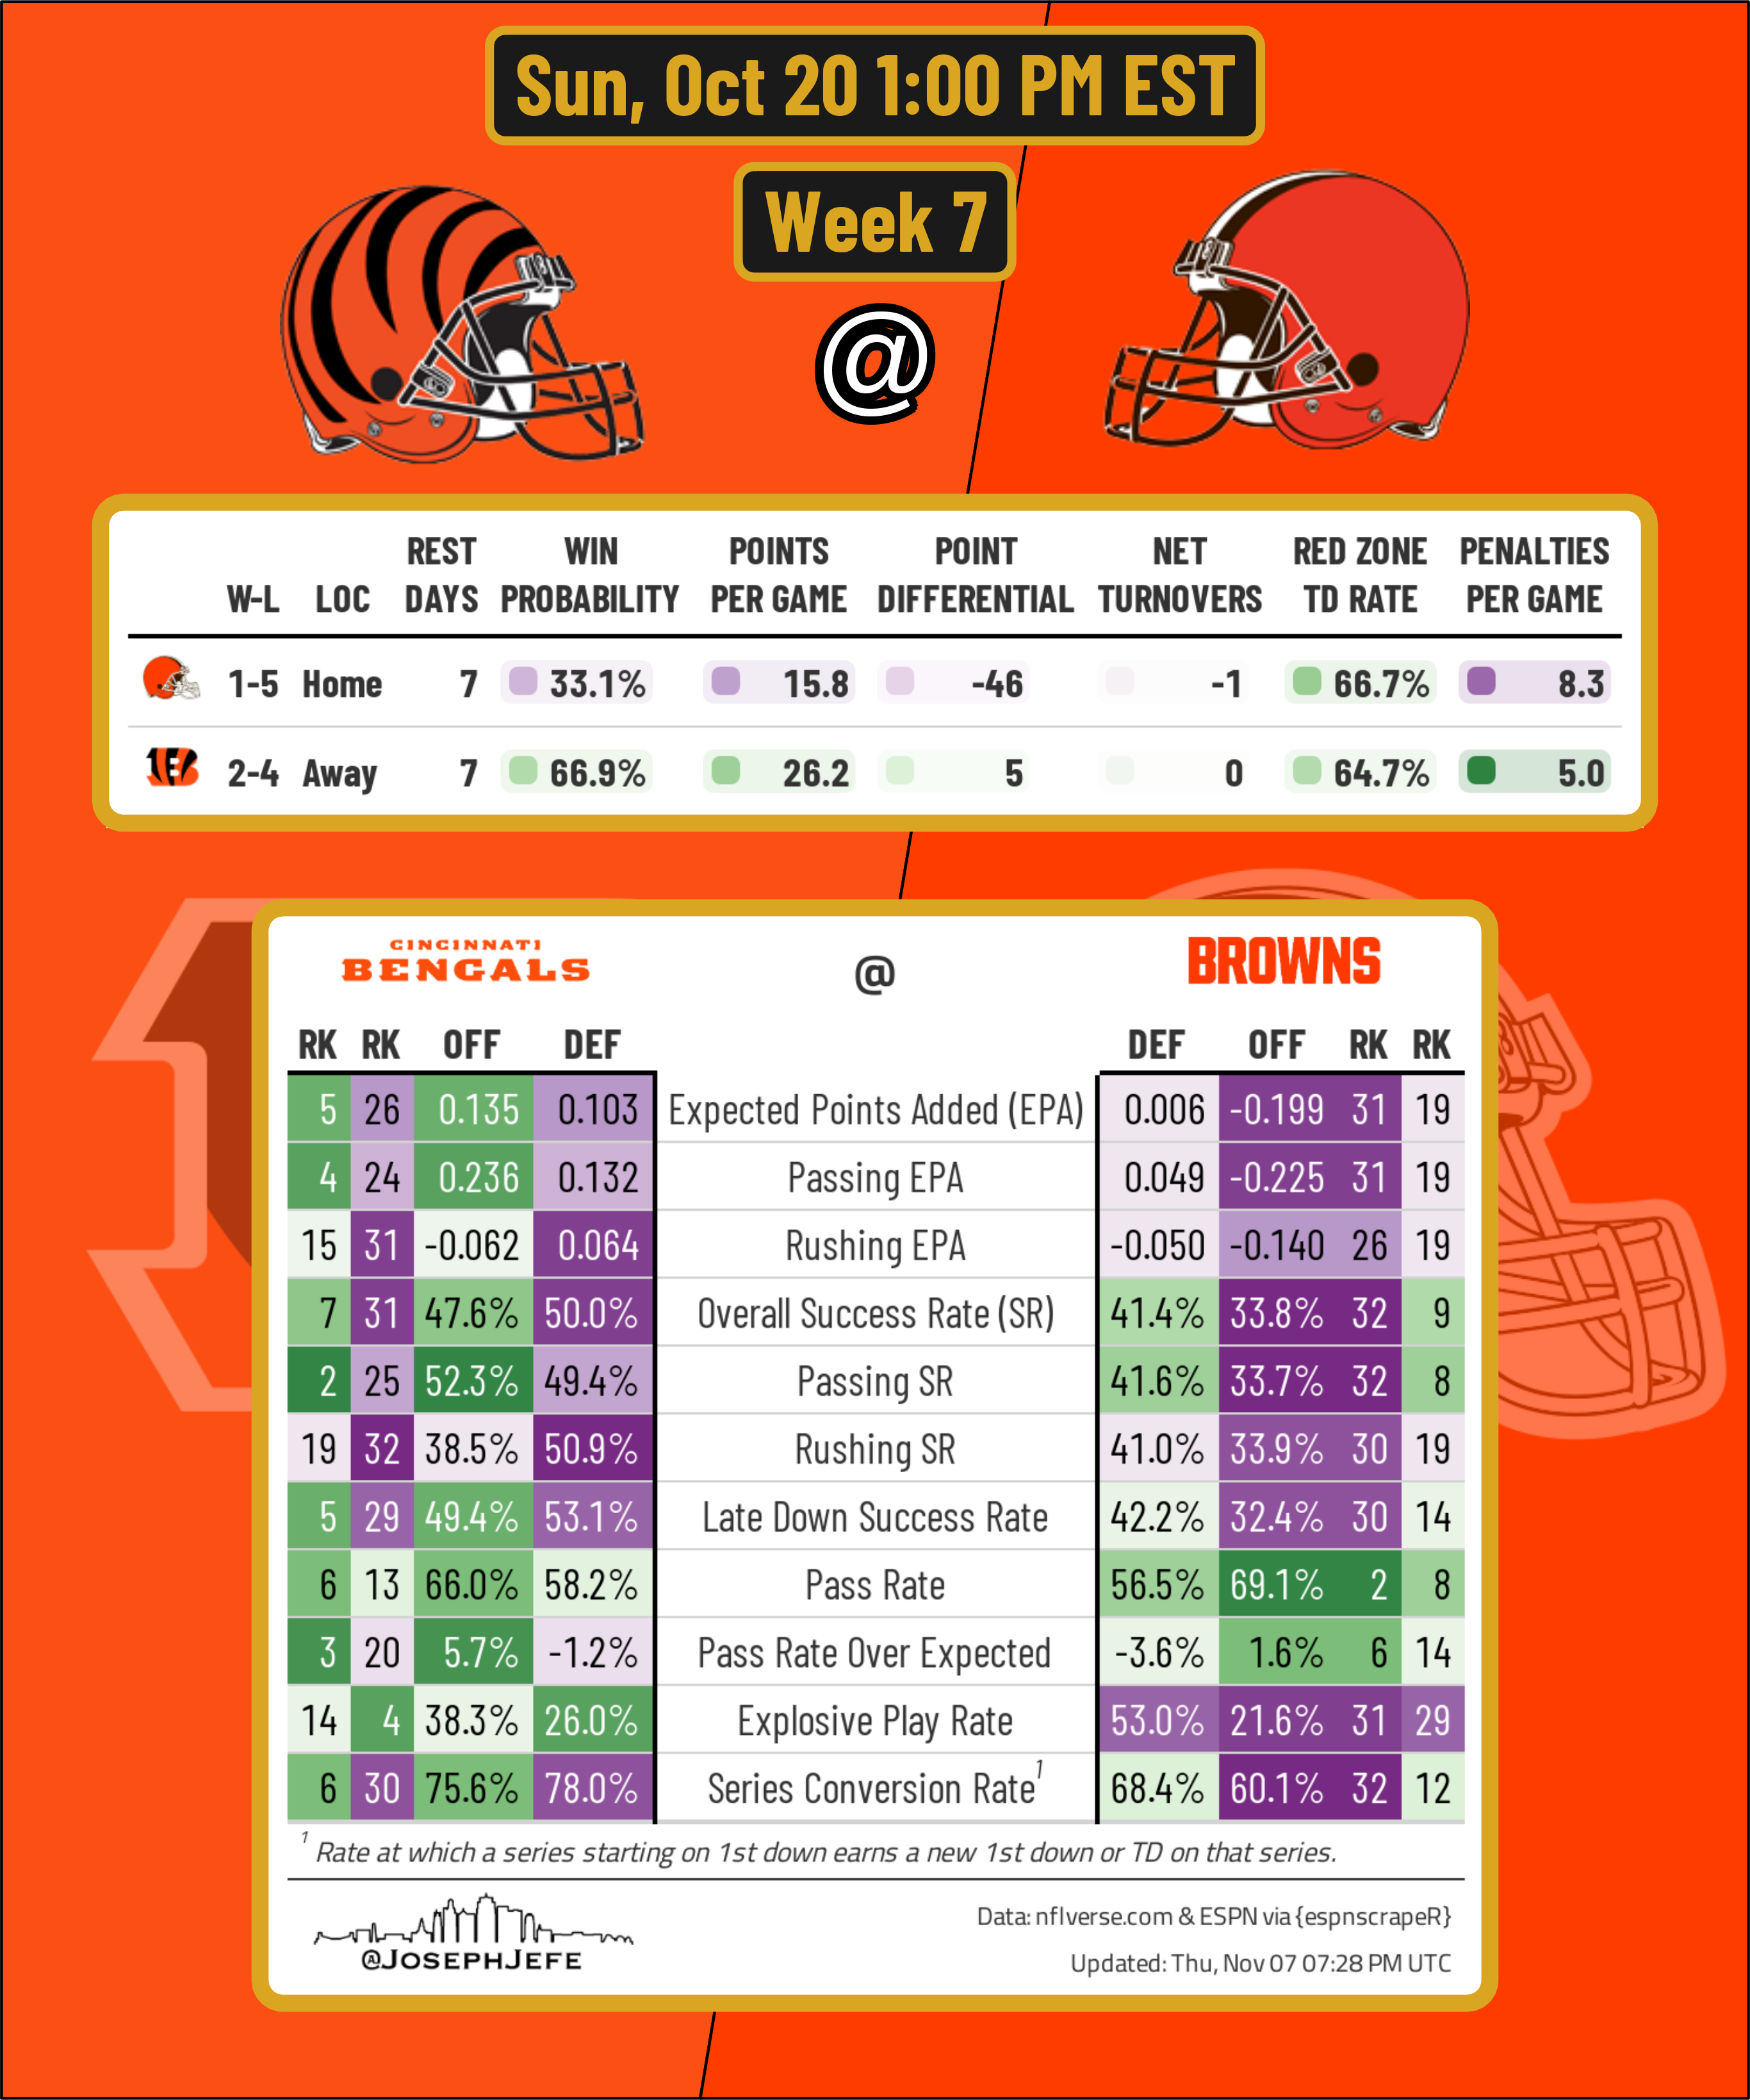 Sun, Oct 20 1:00 PM EST
Week 7
@
W-L LOC REST DAYS WIN PROBABILITY POINTS PER GAME POINT DIFFERENTIAL NET TURNOVERS RED ZONE TD RATE PENALTIES PER GAME
1-5 Home 7 33.1% 15.8 -46 -1 66.7% 8.3
2-4 Away 7 66.9% 26.2 5 0 64.7% 5.0
CINCINNATI BENGALS @ BROWNS
RK RK OFF DEF DEF OFF RK RK
5 26 0.135 0.103 Expected Points Added (EPA) 0.006 -0.199 31 19
4 24 0.236 0.132 Passing EPA 0.049 -0.225 31 19
15 31 -0.062 0.064 Rushing EPA -0.050 -0.140 26 19
7 31 47.6% 50.0% Overall Success Rate (SR) 41.4% 33.8% 32 9
2 25 52.3% 49.4% Passing SR 41.6% 33.7% 32 8
19 32 38.5% 50.9% Rushing SR 41.0% 33.9% 30 19
5 29 49.4% 53.1% Late Down Success Rate 42.2% 32.4% 30 14
6 13 66.0% 58.2% Pass Rate 56.5% 69.1% 2 8
3 20 5.7% -1.2% Pass Rate Over Expected -3.6% 1.6% 6 14
14 4 38.3% 26.0% Explosive Play Rate 53.0% 21.6% 31 29
6 30 75.6% 78.0% Series Conversion Rate¹ 68.4% 60.1% 32 12
¹ Rate at which a series starting on 1st down earns a new 1st down or TD on that series.
@JOSEPHJEFE
Data: nflverse.com & ESPN via {espnscrapeR}
Updated: Thu, Nov 07 07:28 PM UTC